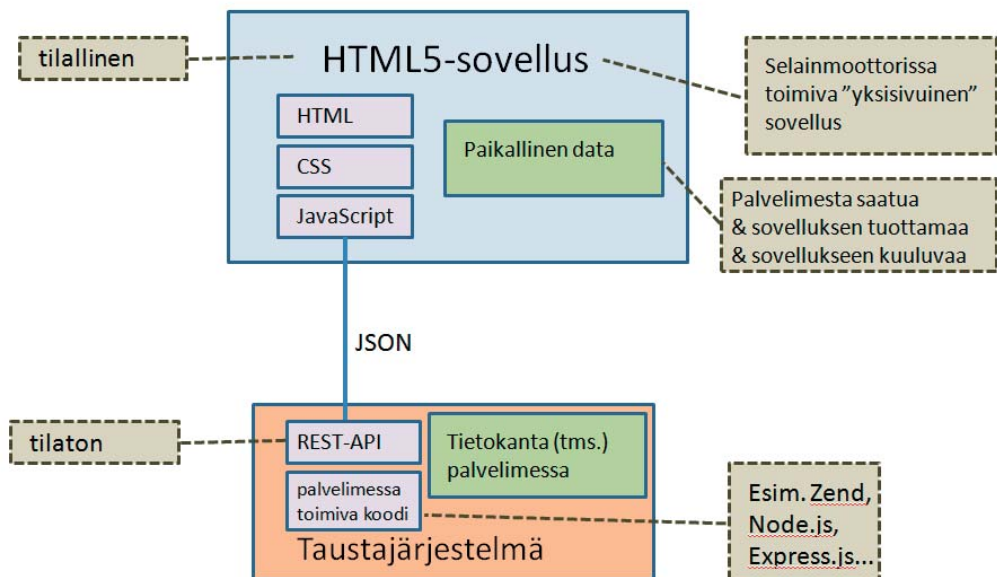 tilallinen
HTML5-sovellus
Selainmoottorissa
toimiva ”yksisivuinen”
sovellus
HTML
CSS
JavaScript
Paikallinen data
Palvelimesta saatua
& sovelluksen tuottamaa
& sovellukseen kuuluvaa
JSON
tilaton
REST-API
Tietokanta (tms.)
palvelimessa
palvelimessa
toimiva koodi
Taustajärjestelmä
Esim. Zend,
Node.js,
Express.js...